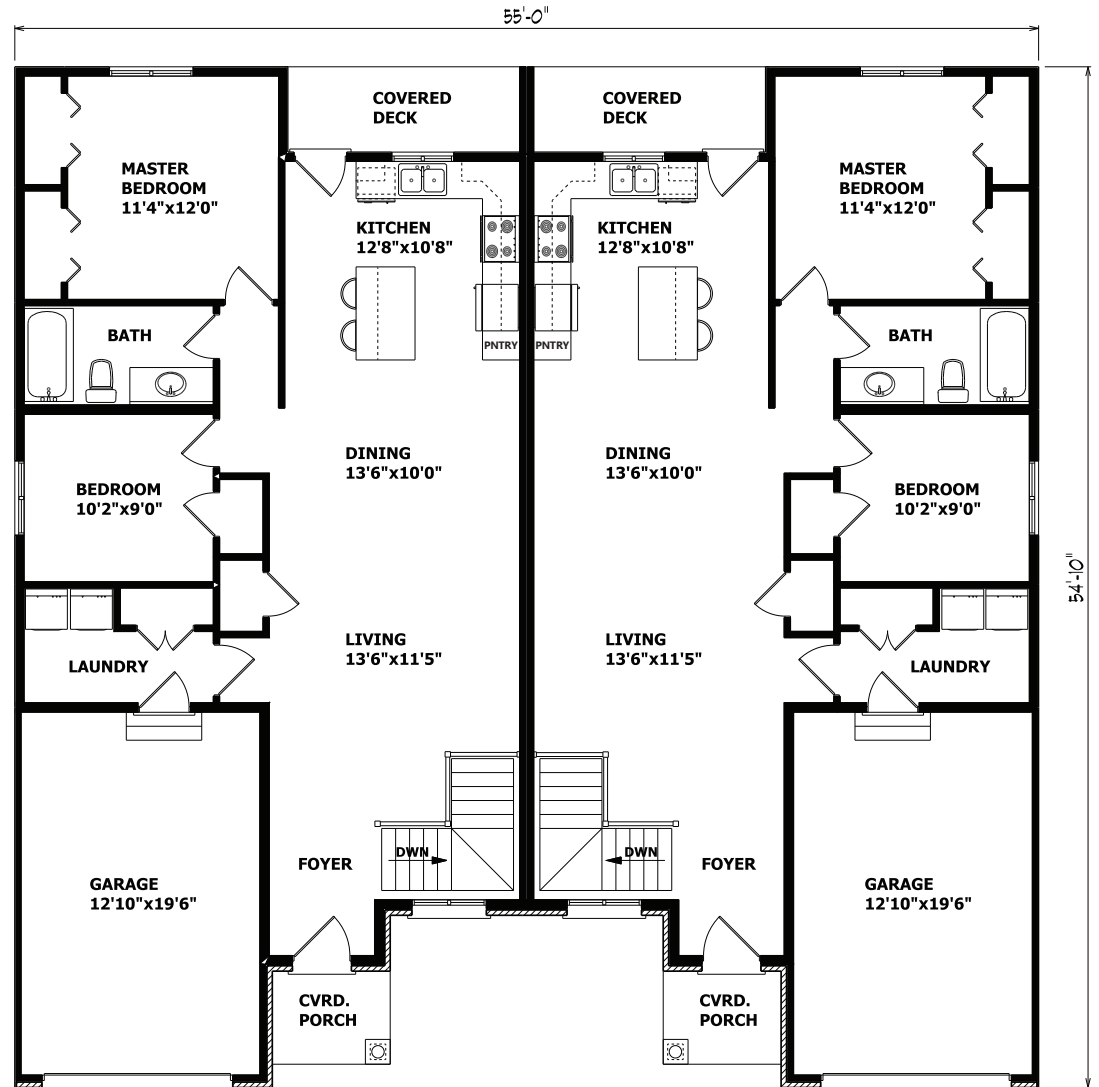 55'-0"
COVERED
DECK
COVERED
DECK
MASTER
BEDROOM
11'4"x12'0"
MASTER
BEDROOM
11'4"x12'0"
KITCHEN
12'8"x10'8"
KITCHEN
12'8"x10'8"
BATH
BATH
PNTRY
PNTRY
DINING
13'6"x10'0"
DINING
13'6"x10'0"
BEDROOM
10'2"x9'0"
BEDROOM
10'2"x9'0"
54'-10"
LIVING
13'6"x11'5"
LIVING
13'6"x11'5"
LAUNDRY
LAUNDRY
DWN
DWN
FOYER
FOYER
GARAGE
12'10"x19'6"
GARAGE
12'10"x19'6"
CVRD.
PORCH
CVRD.
PORCH